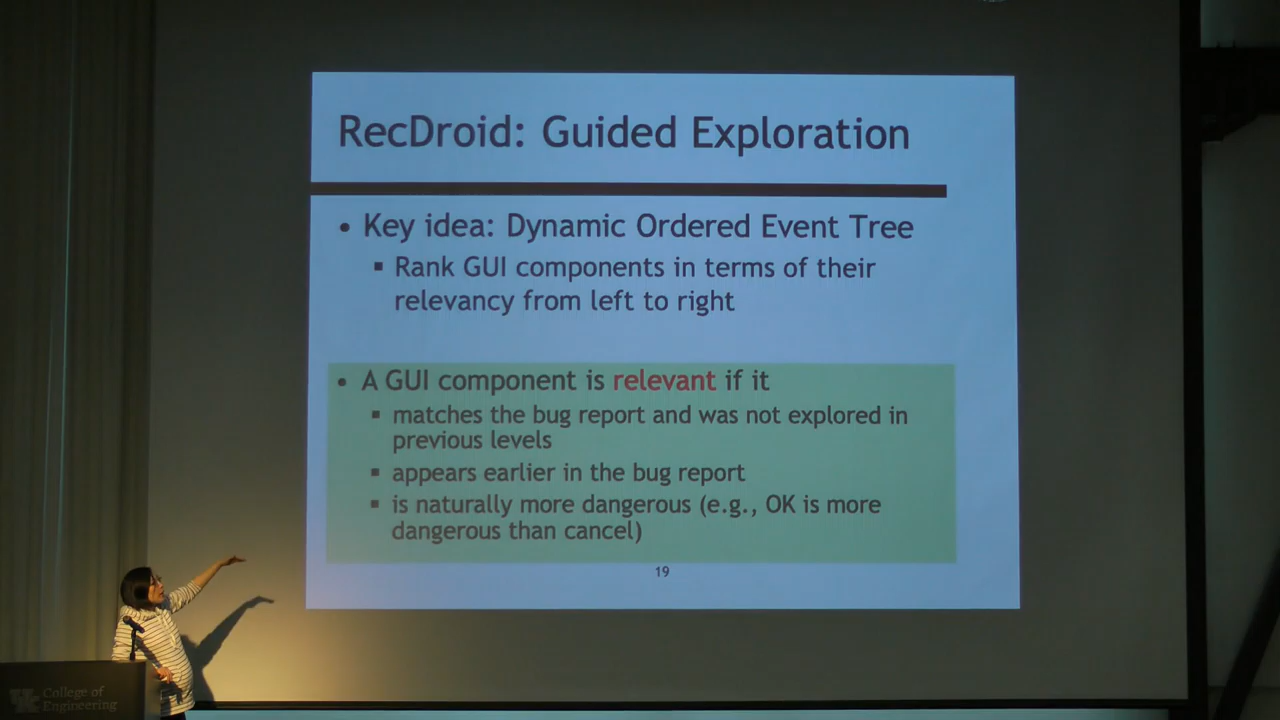 RecDroid: Guided Exploration
• Key idea: Dynamic Ordered Event Tree
▪ Rank GUI components in terms of their
relevancy from left to right
• A GUI component is relevant if it
▪ matches the bug report and was not explored in
previous levels
▪ appears earlier in the bug report
▪ is naturally more dangerous (e.g., OK is more
dangerous than cancel)
19
College of
Engineering